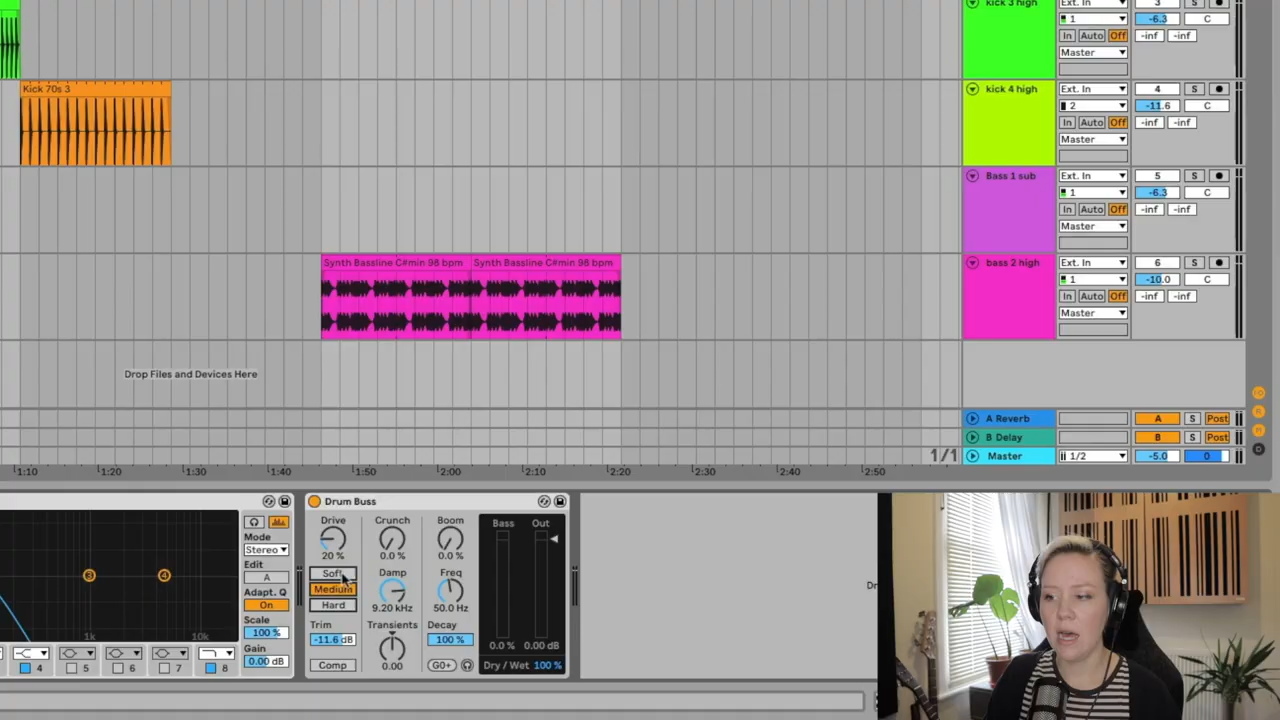 kick 3 high
Ext. In
3
S
1
-6.3
C
In
Auto
Off
-inf
-inf
Master
Kick 70s 3
kick 4 high
Ext. In
4
S
2
-11.6
C
In
Auto
Off
-inf
-inf
Master
Bass 1 sub
Ext. In
5
S
1
-6.3
C
In
Auto
Off
-inf
-inf
Master
Synth Bassline C#min 98 bpm
Synth Bassline C#min 98 bpm
bass 2 high
Ext. In
6
S
1
-10.0
C
In
Auto
Off
-inf
-inf
Master
Drop Files and Devices Here
A Reverb
A
S
Post
B Delay
B
S
Post
1/1
Master
1/2
-5.0
0
1:10
1:20
1:30
1:40
1:50
2:00
2:10
2:20
2:30
2:40
2:50
Mode
Stereo
Edit
A
Adapt. Q
On
Scale
100 %
Gain
0.00 dB
1k
10k
3
4
4
5
6
7
8
Drum Buss
Drive
20 %
Soft
Medium
Hard
Trim
-11.6 dB
Comp
Crunch
0.0 %
Damp
9.20 kHz
Transients
0.00
Boom
0.0 %
Freq
50.0 Hz
Decay
100 %
G0
Bass
Out
0.0 %
0.00 dB
Dry / Wet 100 %